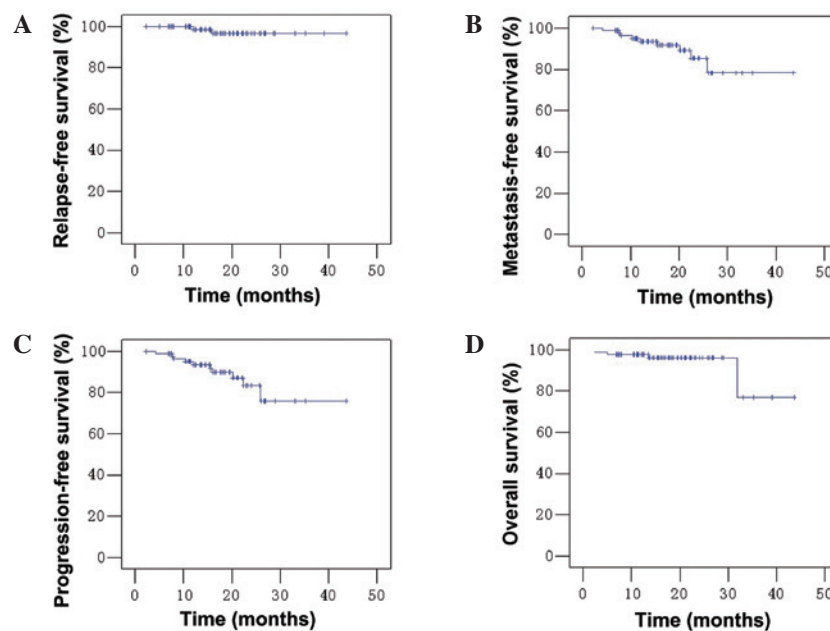 A
Relapse-free survival (%)
100
80
60
40
20
0
0 10 20 30 40 50
Time (months)
B
Metastasis-free survival (%)
100
80
60
40
20
0
0 10 20 30 40 50
Time (months)
C
Progression-free survival (%)
100
80
60
40
20
0
0 10 20 30 40 50
Time (months)
D
Overall survival (%)
100
80
60
40
20
0
0 10 20 30 40 50
Time (months)